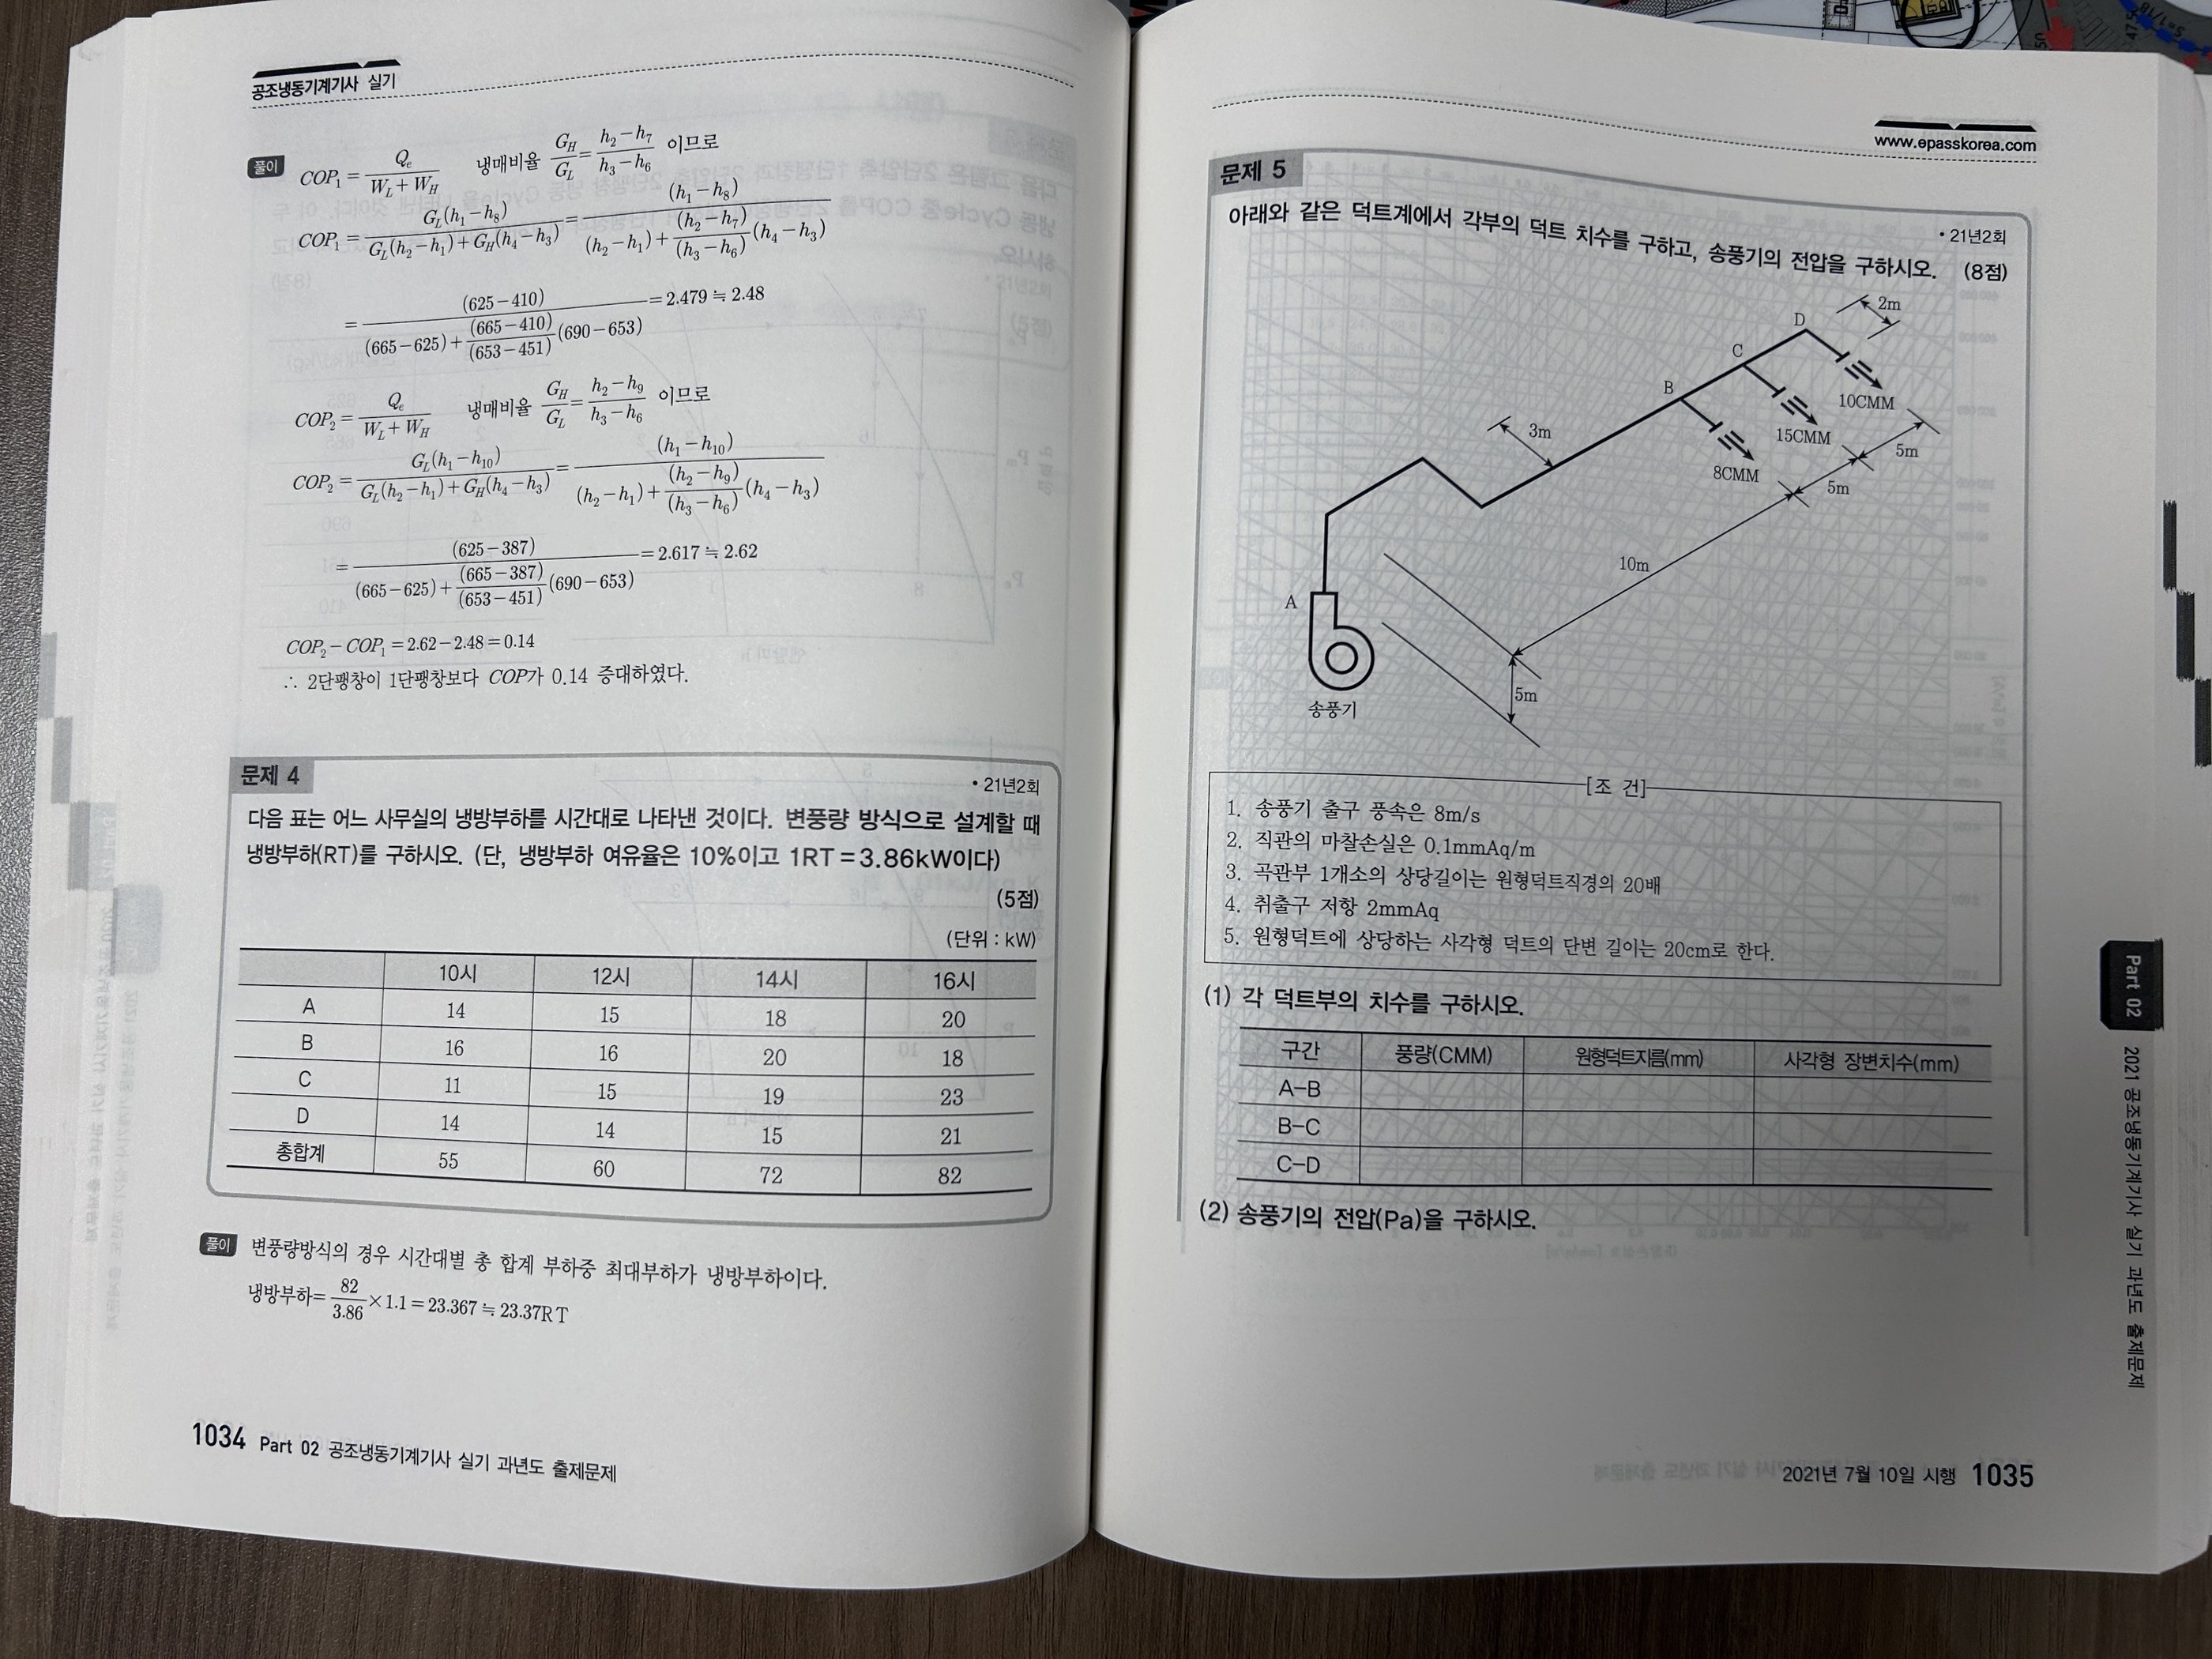 공조냉동기계기사 실기
풀이 COP₁ = Qₑ / (W_L + W_H) 냉매비율 G_H/G_L = (h₂-h₇)/(h₃-h₆) 이므로
COP₁ = G_L(h₁-h₈) / (G_L(h₂-h₁)+G_H(h₄-h₃)) = (h₁-h₈) / ((h₂-h₁)+(h₂-h₇)/(h₃-h₆)(h₄-h₃))
= (625-410) / ((665-625)+(665-410)/(653-451)(690-653)) = 2.479≒2.48
COP₂ = Qₑ / (W_L + W_H) 냉매비율 G_H/G_L = (h₂-h₉)/(h₃-h₆) 이므로
COP₂ = G_L(h₁-h₁₀) / (G_L(h₂-h₁)+G_H(h₄-h₃)) = (h₁-h₁₀) / ((h₂-h₁)+(h₂-h₉)/(h₃-h₆)(h₄-h₃))
= (625-387) / ((665-625)+(665-387)/(653-451)(690-653)) = 2.617≒2.62
COP₂-COP₁=2.62-2.48=0.14
∴ 2단팽창이 1단팽창보다 COP가 0.14 증대하였다.
문제 4
• 21년2회
다음 표는 어느 사무실의 냉방부하를 시간대로 나타낸 것이다. 변풍량 방식으로 설계할 때
냉방부하(RT)를 구하시오. (단, 냉방부하 여유율은 10%이고 1RT=3.86kW이다)
(5점)
(단위 : kW)
10시 12시 14시 16시
A 14 15 18 20
B 16 16 20 18
C 11 15 19 23
D 14 14 15 21
총합계 55 60 72 82
풀이 변풍량방식의 경우 시간대별 총 합계 부하중 최대부하가 냉방부하이다.
냉방부하= 82/3.86 ×1.1=23.367≒23.37RT
1034 Part 02 공조냉동기계기사 실기 과년도 출제문제
www.epasskorea.com
문제 5
• 21년2회
아래와 같은 덕트계에서 각부의 덕트 치수를 구하고, 송풍기의 전압을 구하시오. (8점)
2m
D
C
B
10CMM
15CMM
8CMM
3m
5m
5m
10m
A
5m
송풍기
[조 건]
1. 송풍기 출구 풍속은 8m/s
2. 직관의 마찰손실은 0.1mmAq/m
3. 곡관부 1개소의 상당길이는 원형덕트직경의 20배
4. 취출구 저항 2mmAq
5. 원형덕트에 상당하는 사각형 덕트의 단변 길이는 20cm로 한다.
(1) 각 덕트부의 치수를 구하시오.
구간 풍량(CMM) 원형덕트지름(mm) 사각형 장변치수(mm)
A-B
B-C
C-D
(2) 송풍기의 전압(Pa)을 구하시오.
Part 02
2021 공조냉동기계기사 실기 과년도 출제문제
2021년 7월 10일 시행 1035